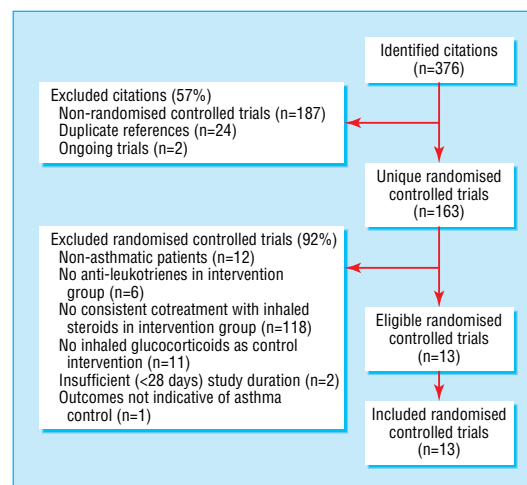 Identified citations
(n=376)
Excluded citations (57%)
Non-randomised controlled trials (n=187)
Duplicate references (n=24)
Ongoing trials (n=2)
Unique randomised
controlled trials
(n=163)
Excluded randomised controlled trials (92%)
Non-asthmatic patients (n=12)
No anti-leukotrienes in intervention
group (n=6)
No consistent cotreatment with inhaled
steroids in intervention group (n=118)
No inhaled glucocorticoids as control
intervention (n=11)
Insufficient (<28 days) study duration (n=2)
Outcomes not indicative of asthma
control (n=1)
Eligible randomised
controlled trials
(n=13)
Included randomised
controlled trials
(n=13)